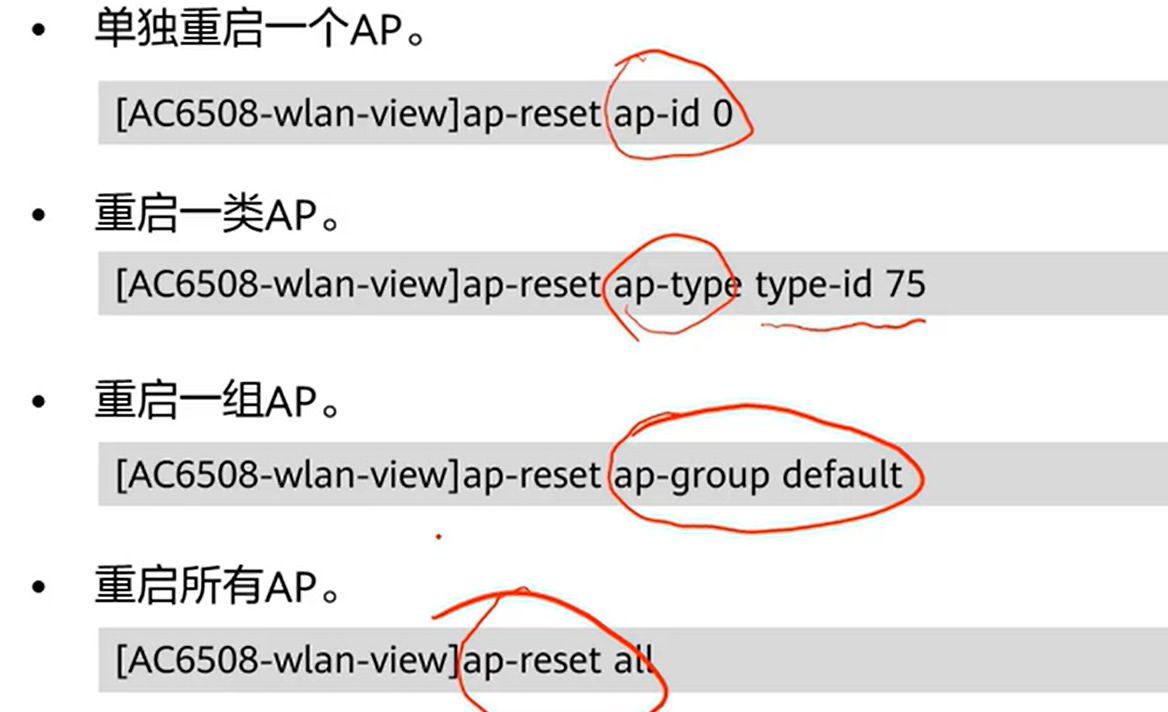 • 单独重启一个AP。
[AC6508-wlan-view]ap-reset ap-id 0
• 重启一类AP。
[AC6508-wlan-view]ap-reset ap-type type-id 75
• 重启一组AP。
[AC6508-wlan-view]ap-reset ap-group default
• 重启所有AP。
[AC6508-wlan-view]ap-reset all